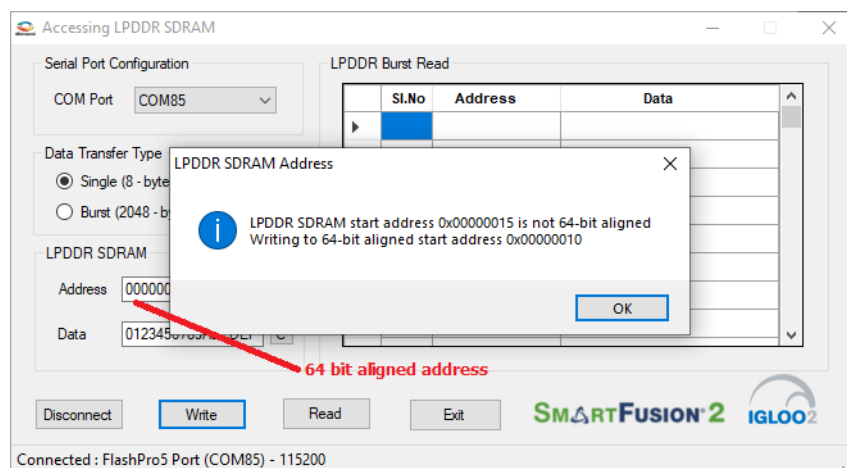 Accessing LPDDR SDRAM
Serial Port Configuration
COM Port COM85
LPDDR Burst Read
Sl.No Address Data
Data Transfer Type
Single (8 - byte
Burst (2048 - b
LPDDR SDRAM Address
LPDDR SDRAM start address 0x00000015 is not 64-bit aligned
Writing to 64-bit aligned start address 0x00000010
OK
LPDDR SDRAM
Address 000000
Data
64 bit aligned address
Disconnect Write Read Exit
SMARTFUSION®2 IGLOO2
Connected : FlashPro5 Port (COM85) - 115200